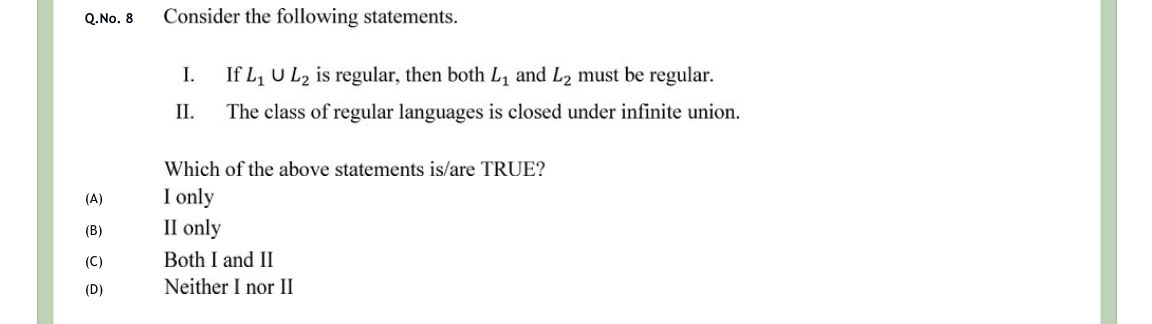 Q.No. 8 Consider the following statements.
I. If L₁ ∪ L₂ is regular, then both L₁ and L₂ must be regular.
II. The class of regular languages is closed under infinite union.
Which of the above statements is/are TRUE?
(A) I only
(B) II only
(C) Both I and II
(D) Neither I nor II